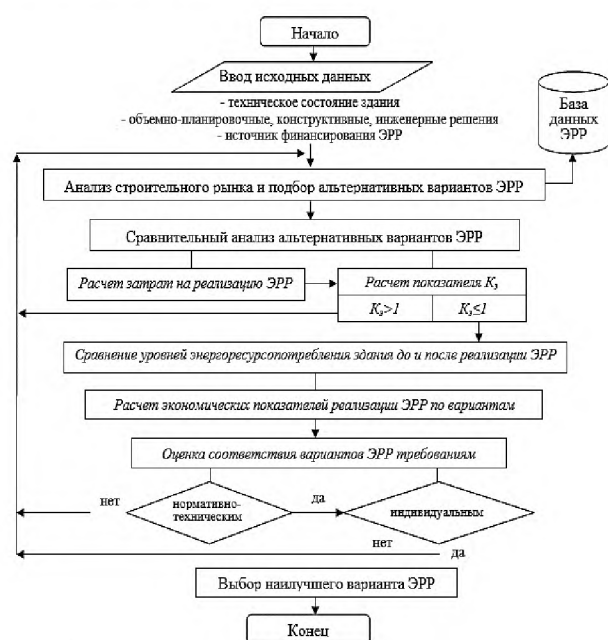 Начало
Ввод исходных данных
- техническое состояние здания
- объемно-планировочные, конструктивные, инженерные решения
- источник финансирования ЭРР
База
данных
ЭРР
Анализ строительного рынка и подбор альтернативных вариантов ЭРР
Сравнительный анализ альтернативных вариантов ЭРР
Расчет затрат на реализацию ЭРР
Расчет показателя Kэ
Kэ>1
Kэ≤1
Сравнение уровней энергоресурсопотребления здания до и после реализации ЭРР
Расчет экономических показателей реализации ЭРР по вариантам
Оценка соответствия вариантов ЭРР требованиям
нет
нормативно-
техническим
да
индивидуальным
нет
да
Выбор наилучшего варианта ЭРР
Конец